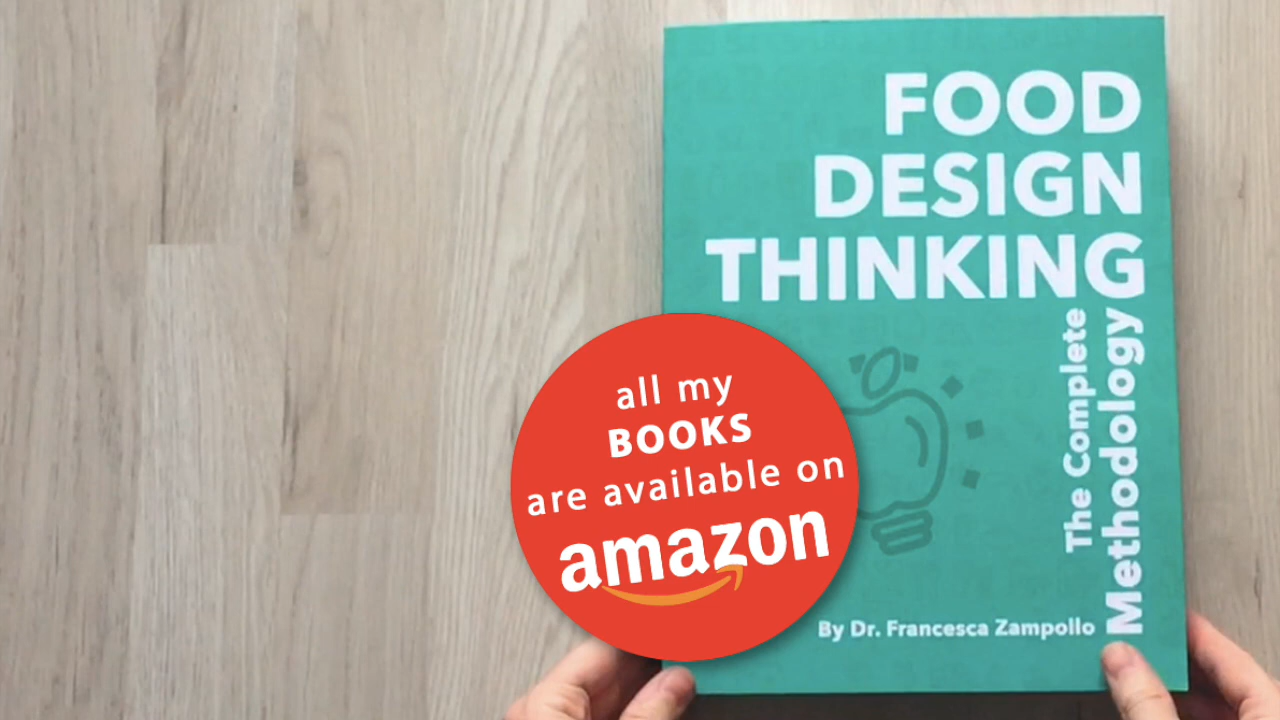 FOOD
DESIGN
THINKING
The Complete
Methodology
all my
BOOKS
are available on
amazon
By Dr. Francesca Zampollo